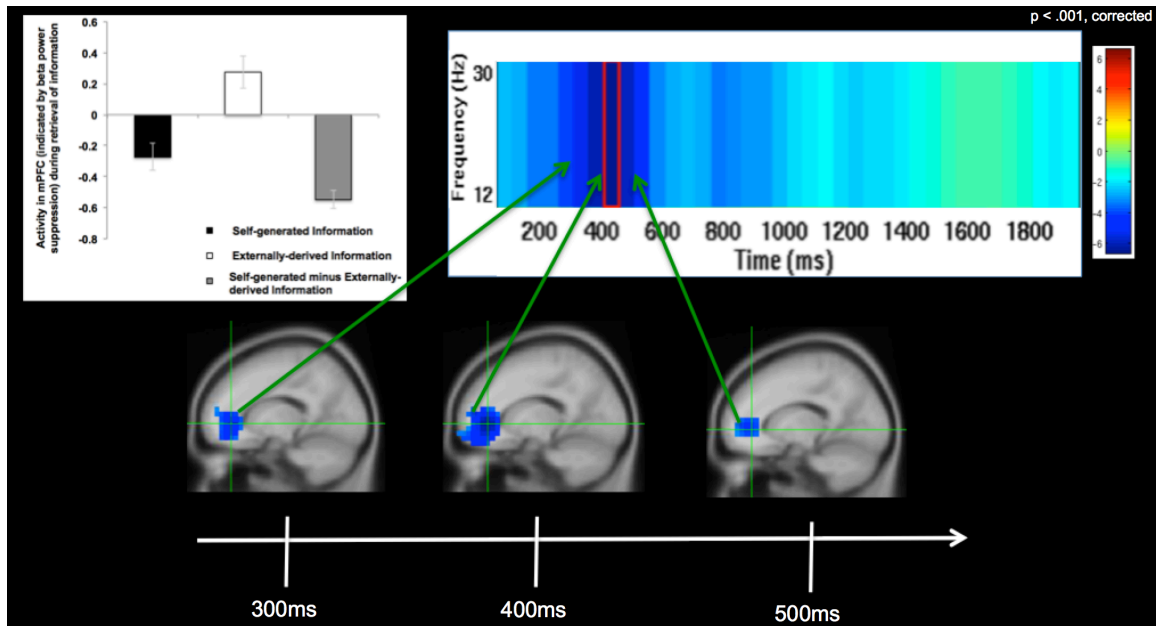 p < .001, corrected
Activity in mPFC (indicated by beta power
suppression) during retrieval of information
0.6
0.4
0.2
0
-0.2
-0.4
-0.6
-0.8
Self-generated Information
Externally-derived Information
Self-generated minus Externally-
derived Information
Frequency (Hz)
30
12
200 400 600 800 1000 1200 1400 1600 1800
Time (ms)
6
4
2
0
-2
-4
-6
300ms
400ms
500ms